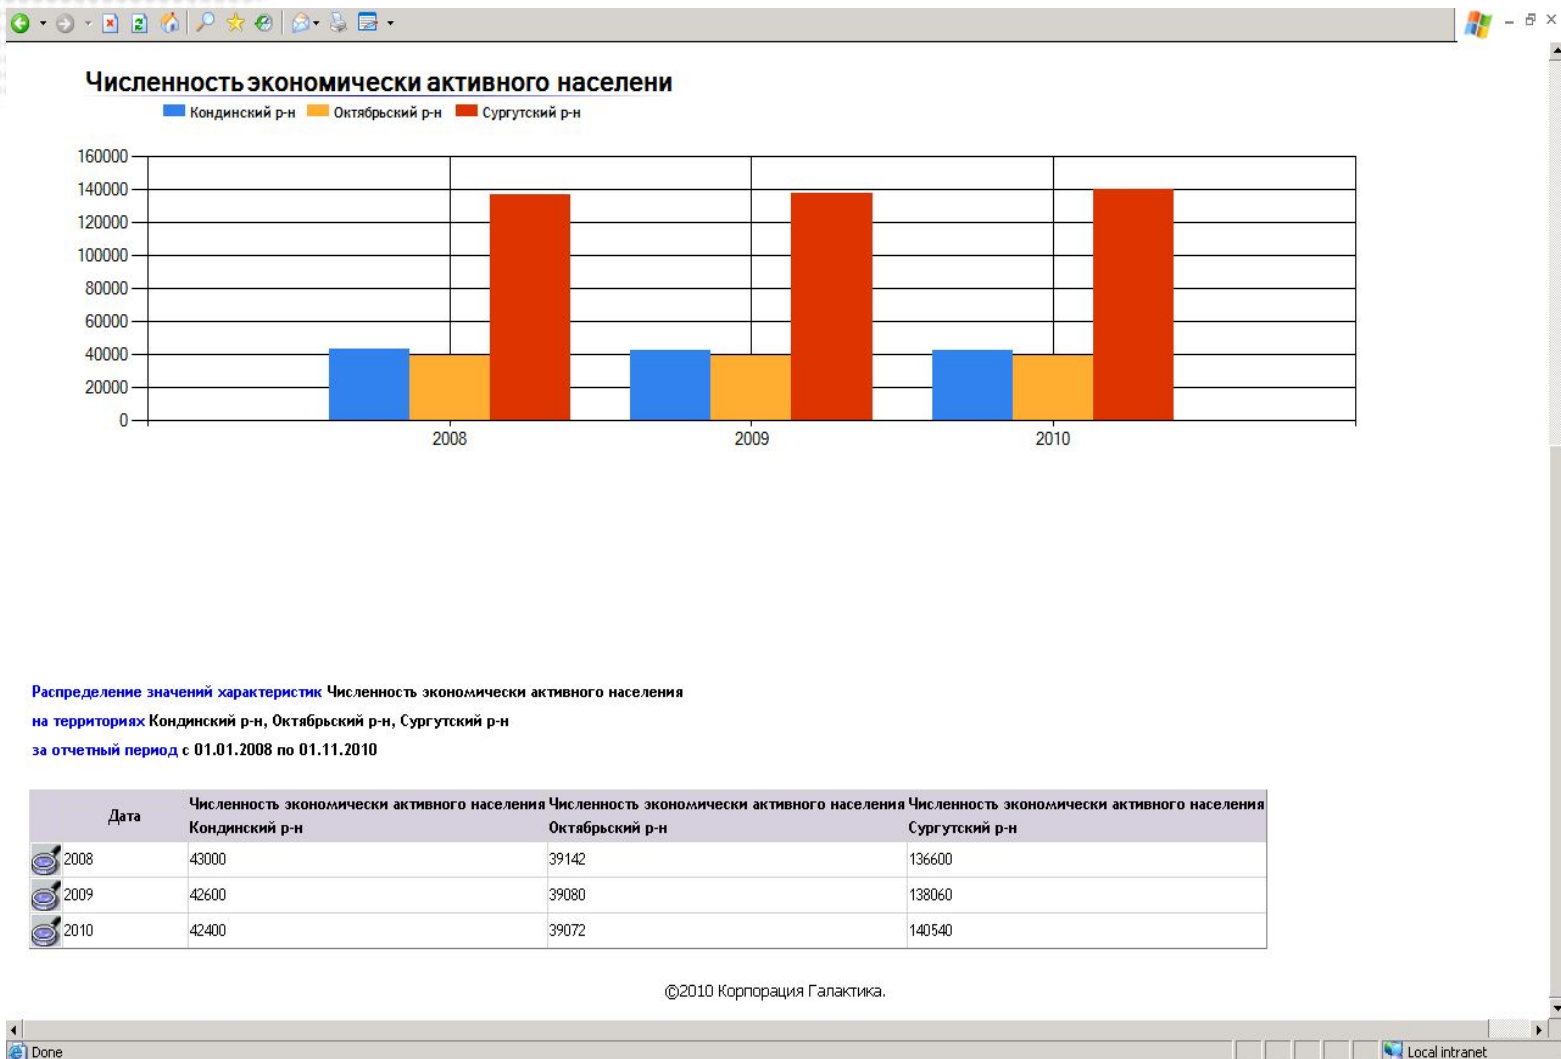 Численность экономически активного населени
Кондинский р-н Октябрьский р-н Сургутский р-н
160000
140000
120000
100000
80000
60000
40000
20000
0
2008 2009 2010
Распределение значений характеристик Численность экономически активного населения
на территориях Кондинский р-н, Октябрьский р-н, Сургутский р-н
за отчетный период с 01.01.2008 по 01.11.2010
Дата Численность экономически активного населения Численность экономически активного населения Численность экономически активного населения
Кондинский р-н Октябрьский р-н Сургутский р-н
2008 43000 39142 136600
2009 42600 39080 138060
2010 42400 39072 140540
©2010 Корпорация Галактика.
Done Local intranet